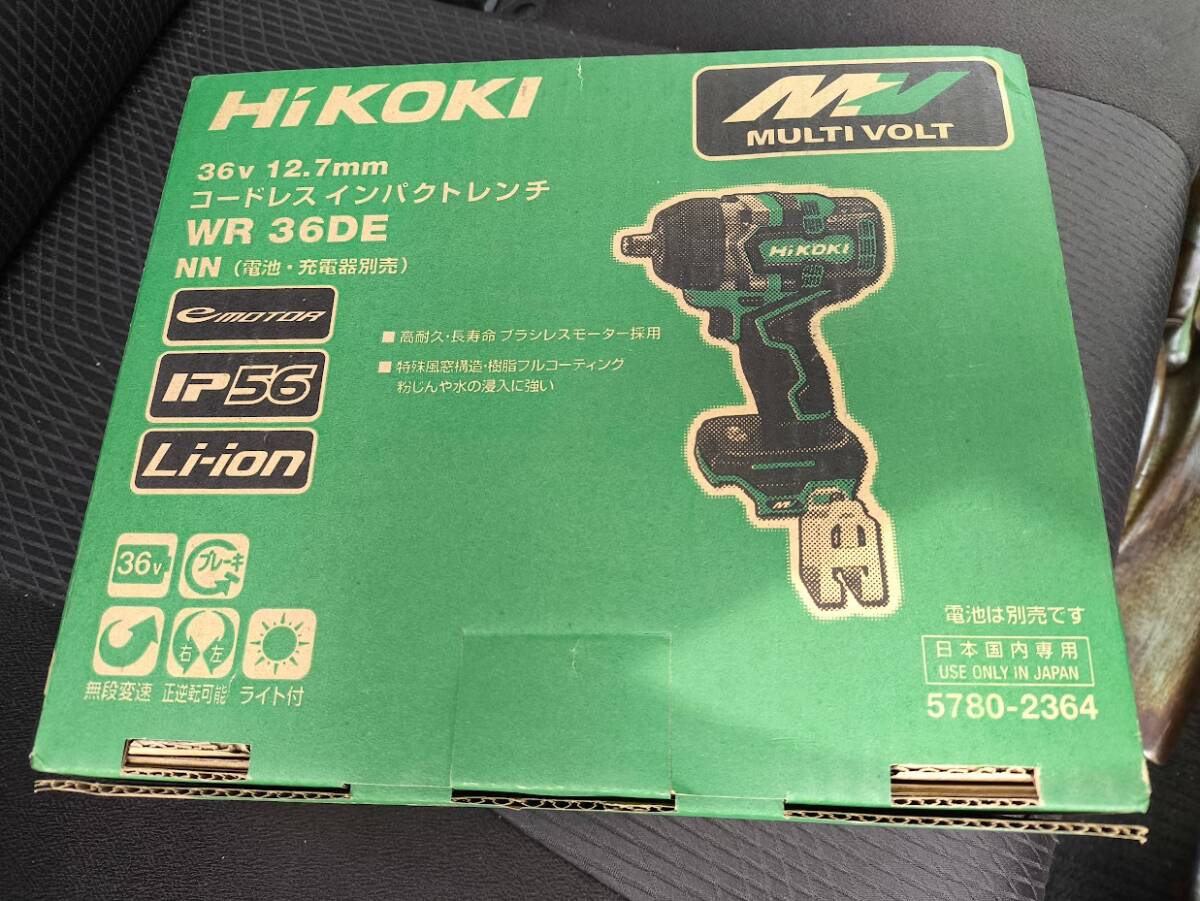 HiKOKI
MV
MULTI VOLT
36v 12.7mm
コードレス インパクトレンチ
WR 36DE
NN (電池・充電器別売)
e MOTOR
IP56
Li-ion
■ 高耐久・長寿命 ブラシレスモーター採用
■ 特殊風窓構造・樹脂フルコーティング
粉じんや水の浸入に強い
HiKOKI
36v
ブレーキ
右 左
無段変速 正逆転可能 ライト付
電池は別売です
日本国内専用
USE ONLY IN JAPAN
5780-2364